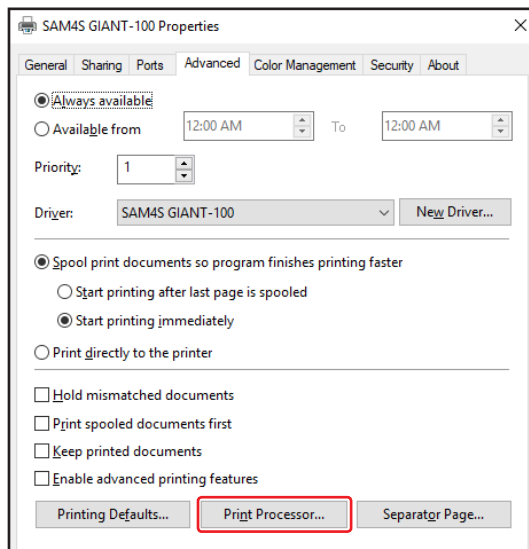 SAM4S GIANT-100 Properties
General Sharing Ports Advanced Color Management Security About
Always available
Available from 12:00 AM To 12:00 AM
Priority: 1
Driver: SAM4S GIANT-100 New Driver...
Spool print documents so program finishes printing faster
Start printing after last page is spooled
Start printing immediately
Print directly to the printer
Hold mismatched documents
Print spooled documents first
Keep printed documents
Enable advanced printing features
Printing Defaults... Print Processor... Separator Page...